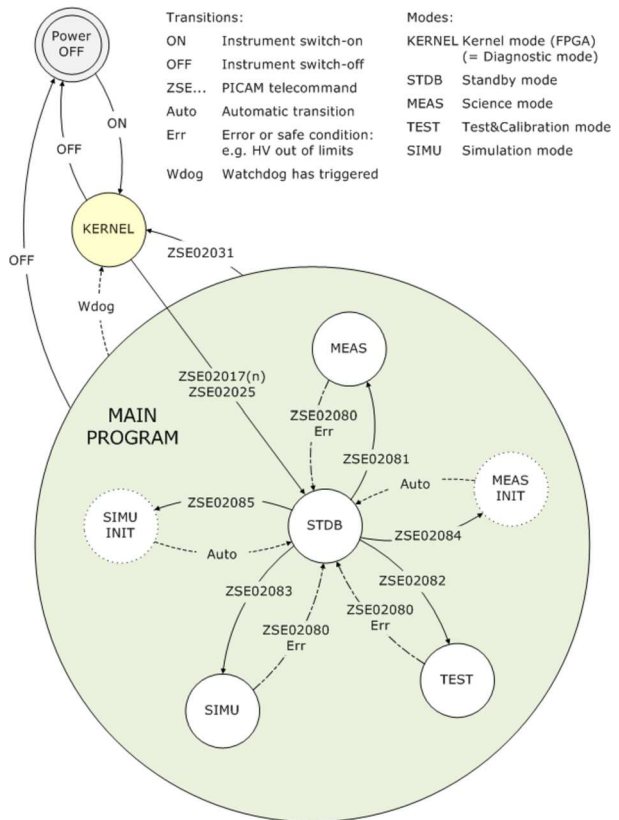 Power
OFF
Transitions:
ON Instrument switch-on
OFF Instrument switch-off
ZSE... PICAM telecommand
Auto Automatic transition
Err Error or safe condition:
e.g. HV out of limits
Wdog Watchdog has triggered
Modes:
KERNEL Kernel mode (FPGA)
(= Diagnostic mode)
STDB Standby mode
MEAS Science mode
TEST Test&Calibration mode
SIMU Simulation mode
ON
OFF
KERNEL
ZSE02031
OFF
Wdog
MEAS
ZSE02017(n)
ZSE02025
MAIN
PROGRAM
ZSE02080
Err
ZSE02081
MEAS
INIT
Auto
ZSE02085
SIMU
INIT
STDB
ZSE02084
Auto
ZSE02083
ZSE02082
ZSE02080
Err
ZSE02080
Err
TEST
SIMU